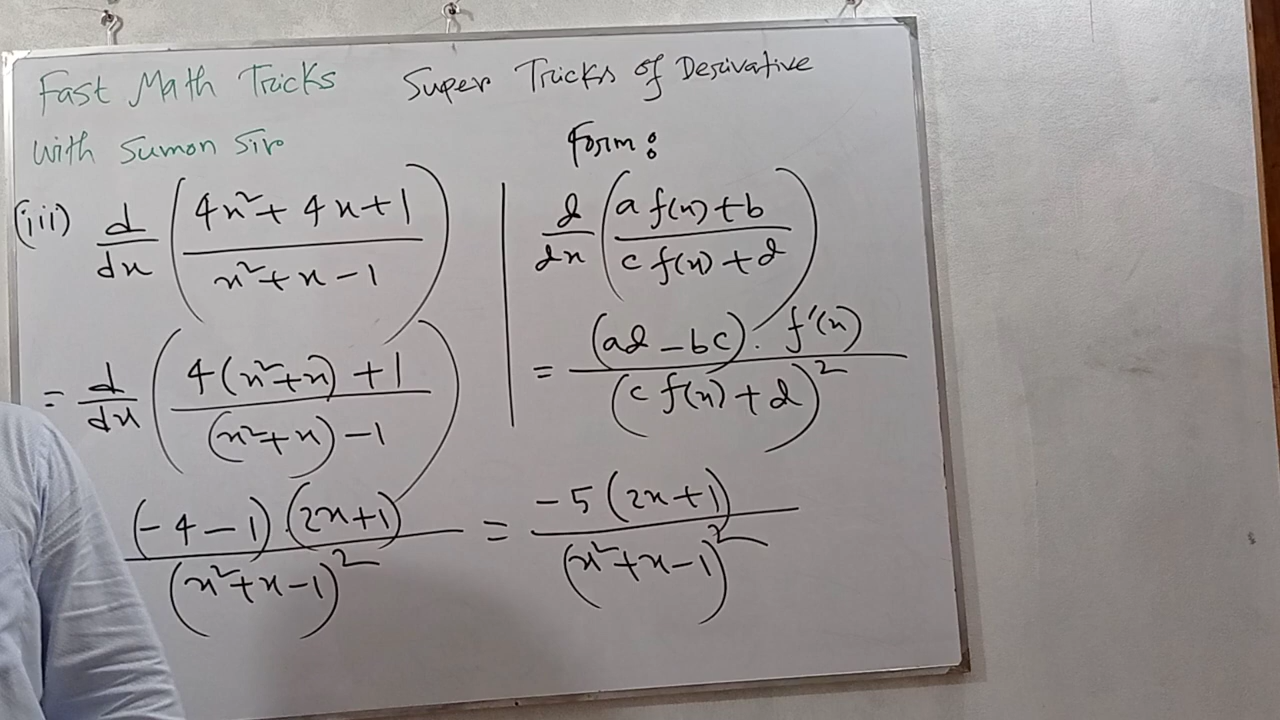 Fast Math Tricks
With Sumon Sir
Super Tricks of Derivative
(iii) d/dx ((4x²+4x+1)/(x²+x-1))
= d/dx ((4(x²+x)+1)/((x²+x)-1))
((-4-1).(2x+1))/(x²+x-1)² = (-5(2x+1))/(x²+x-1)²
Form:
d/dx ((a f(x)+b)/(c f(x)+d))
= ((ad-bc). f'(x))/(c f(x)+d)²